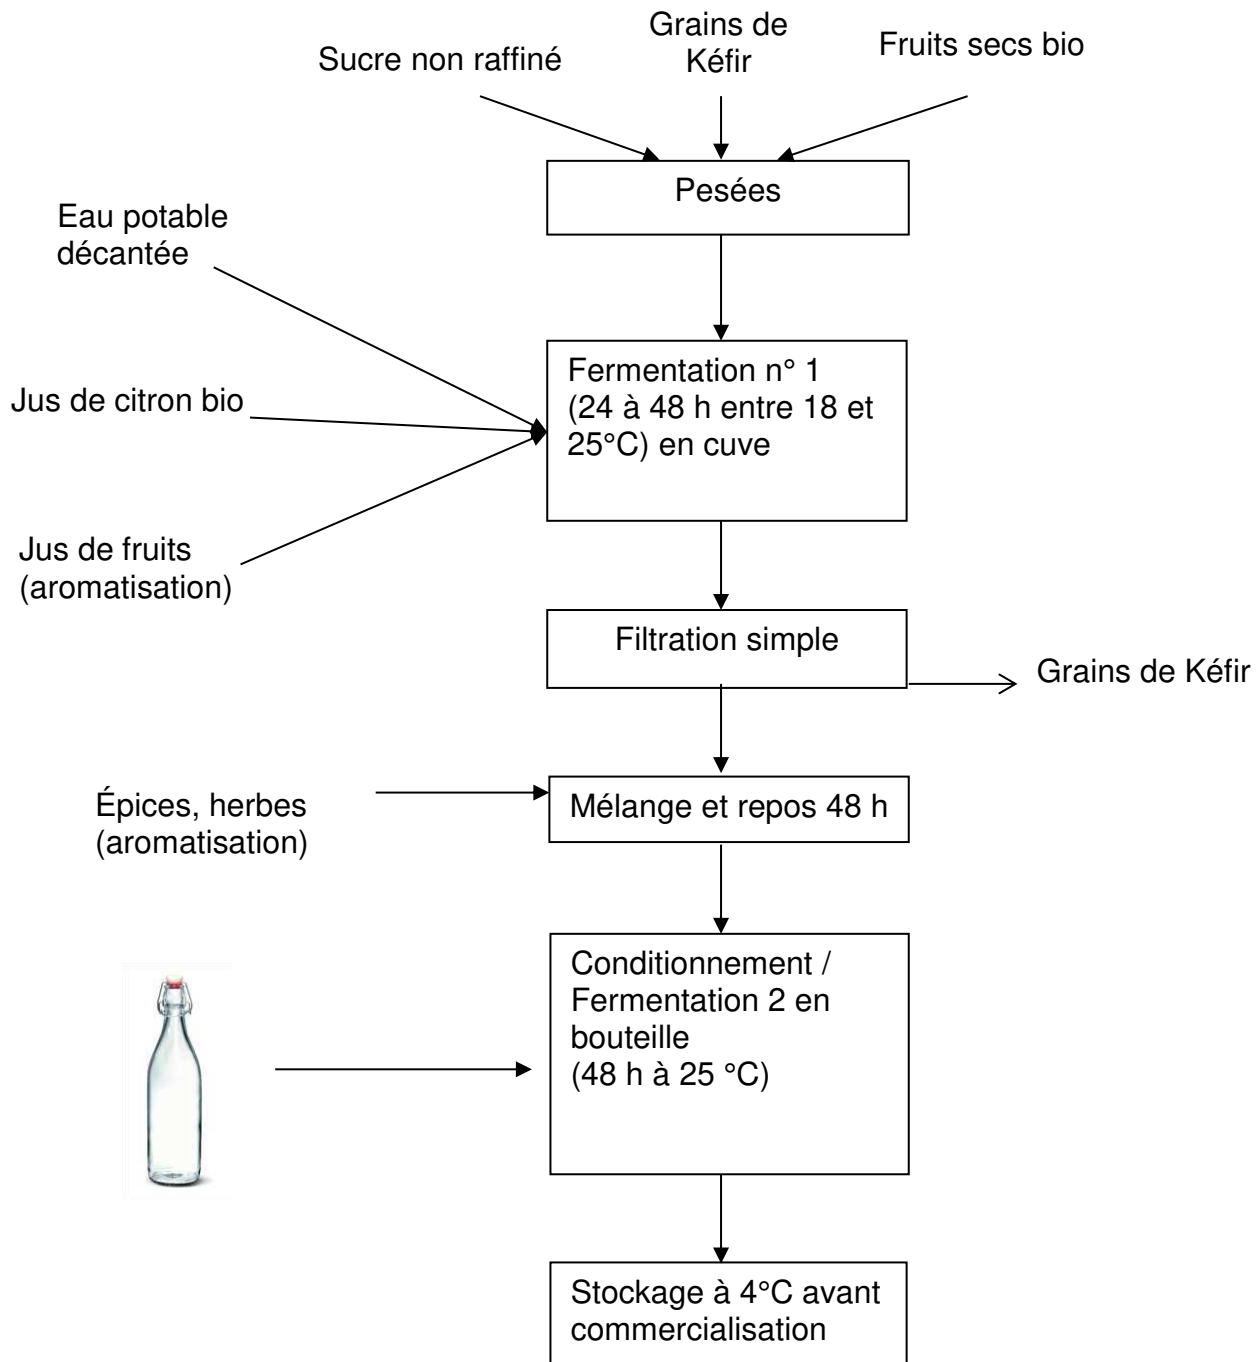 Sucre non raffiné
Grains de
Kéfir
Fruits secs bio
Pesées
Eau potable
décantée
Jus de citron bio
Jus de fruits
(aromatisation)
Fermentation n° 1
(24 à 48 h entre 18 et
25°C) en cuve
Filtration simple
Grains de Kéfir
Épices, herbes
(aromatisation)
Mélange et repos 48 h
Conditionnement /
Fermentation 2 en
bouteille
(48 h à 25 °C)
Stockage à 4°C avant
commercialisation